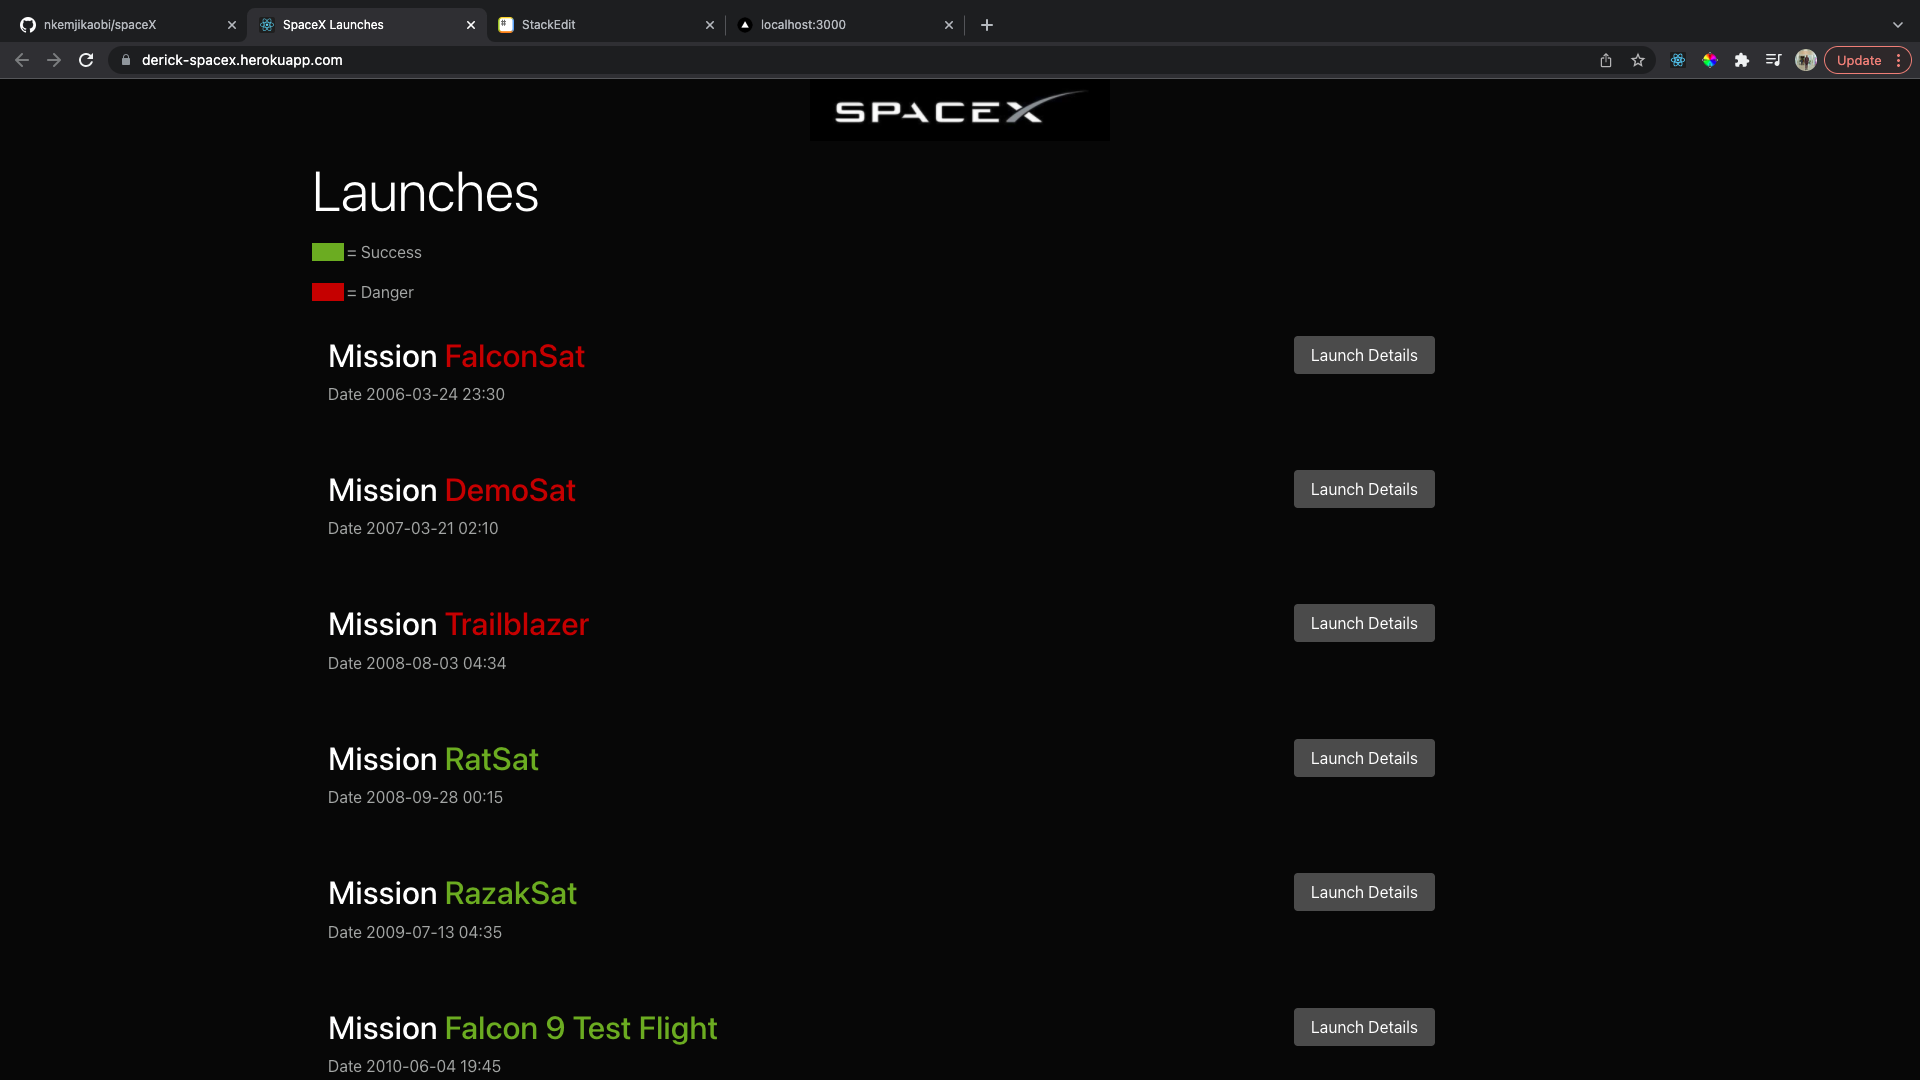 nkemjikaobi/spaceX
SpaceX Launches
StackEdit
localhost:3000
derick-spacex.herokuapp.com
Update
SPACEX
Launches
= Success
= Danger
Mission FalconSat
Launch Details
Date 2006-03-24 23:30
Mission DemoSat
Launch Details
Date 2007-03-21 02:10
Mission Trailblazer
Launch Details
Date 2008-08-03 04:34
Mission RatSat
Launch Details
Date 2008-09-28 00:15
Mission RazakSat
Launch Details
Date 2009-07-13 04:35
Mission Falcon 9 Test Flight
Launch Details
Date 2010-06-04 19:45